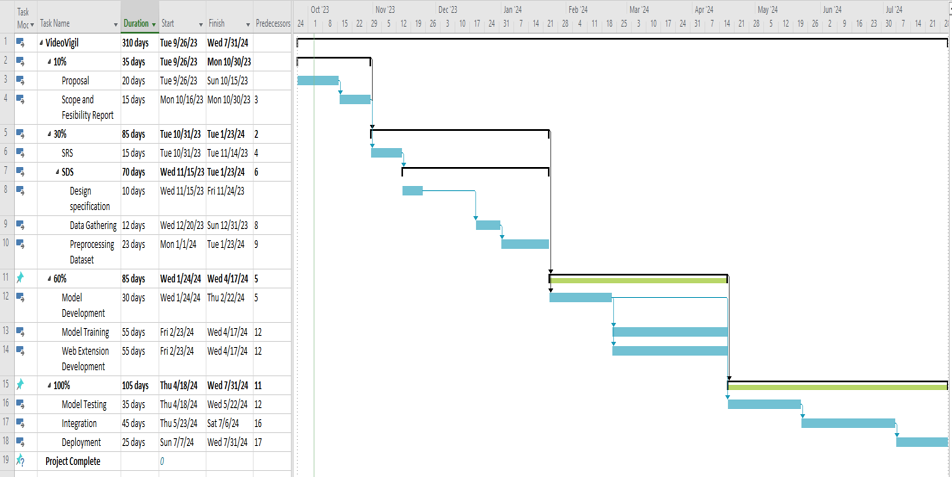 Task Mod Task Name Duration Start Finish Predecessors
Oct '23 Nov '23 Dec '23 Jan '24 Feb '24 Mar '24 Apr '24 May '24 Jun '24 Jul '24
24 1 8 15 22 29 5 12 19 26 3 10 17 24 31 7 14 21 28 4 11 18 25 3 10 17 24 31 7 14 21 28 5 12 19 26 2 9 16 23 30 7 14 21 28
1 VideoVigil 310 days Tue 9/26/23 Wed 7/31/24
2 10% 35 days Tue 9/26/23 Mon 10/30/23
3 Proposal 20 days Tue 9/26/23 Sun 10/15/23
4 Scope and 15 days Mon 10/16/23 Mon 10/30/23 3
Fesibility Report
5 30% 85 days Tue 10/31/23 Tue 1/23/24 2
6 SRS 15 days Tue 10/31/23 Tue 11/14/23 4
7 SDS 70 days Wed 11/15/23 Tue 1/23/24 6
8 Design 10 days Wed 11/15/23 Fri 11/24/23
specification
9 Data Gathering 12 days Wed 12/20/23 Sun 12/31/23 8
10 Preprocessing 23 days Mon 1/1/24 Tue 1/23/24 9
Dataset
11 60% 85 days Wed 1/24/24 Wed 4/17/24 5
12 Model 30 days Wed 1/24/24 Thu 2/22/24 5
Development
13 Model Training 55 days Fri 2/23/24 Wed 4/17/24 12
14 Web Extension 55 days Fri 2/23/24 Wed 4/17/24 12
Development
15 100% 105 days Thu 4/18/24 Wed 7/31/24 11
16 Model Testing 35 days Thu 4/18/24 Wed 5/22/24 12
17 Integration 45 days Thu 5/23/24 Sat 7/6/24 16
18 Deployment 25 days Sun 7/7/24 Wed 7/31/24 17
19 Project Complete 0